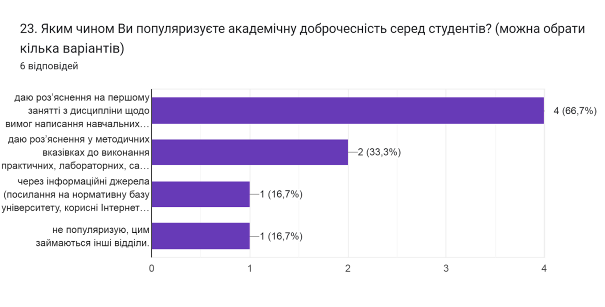 23. Яким чином Ви популяризуєте академічну доброчесність серед студентів? (можна обрати
кілька варіантів)
6 відповідей
даю роз’яснення на першому
занятті з дисципліни щодо
вимог написання навчальних…
4 (66,7%)
даю роз’яснення у методичних
вказівках до виконання
практичних, лабораторних, са…
2 (33,3%)
через інформаційні джерела
(посилання на нормативну базу
університету, корисні Інтернет…
1 (16,7%)
не популяризую, цим
займаються інші відділи.
1 (16,7%)
0 1 2 3 4